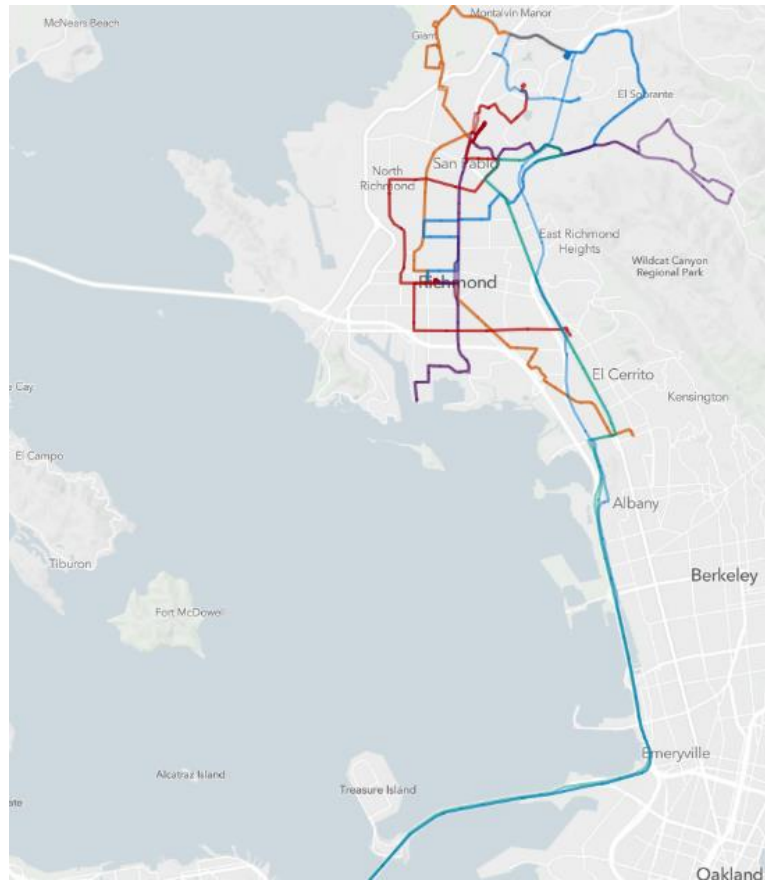 McNears Beach
Montalvin Manor
Giant
El Sobrante
San Pablo
North
Richmond
East Richmond
Heights
Wildcat Canyon
Regional Park
Richmond
El Cerrito
Cay
Kensington
El Campo
Albany
Tiburon
Berkeley
Fort McDowell
Emeryville
Alcatraz Island
Treasure Island
ate
Oakland